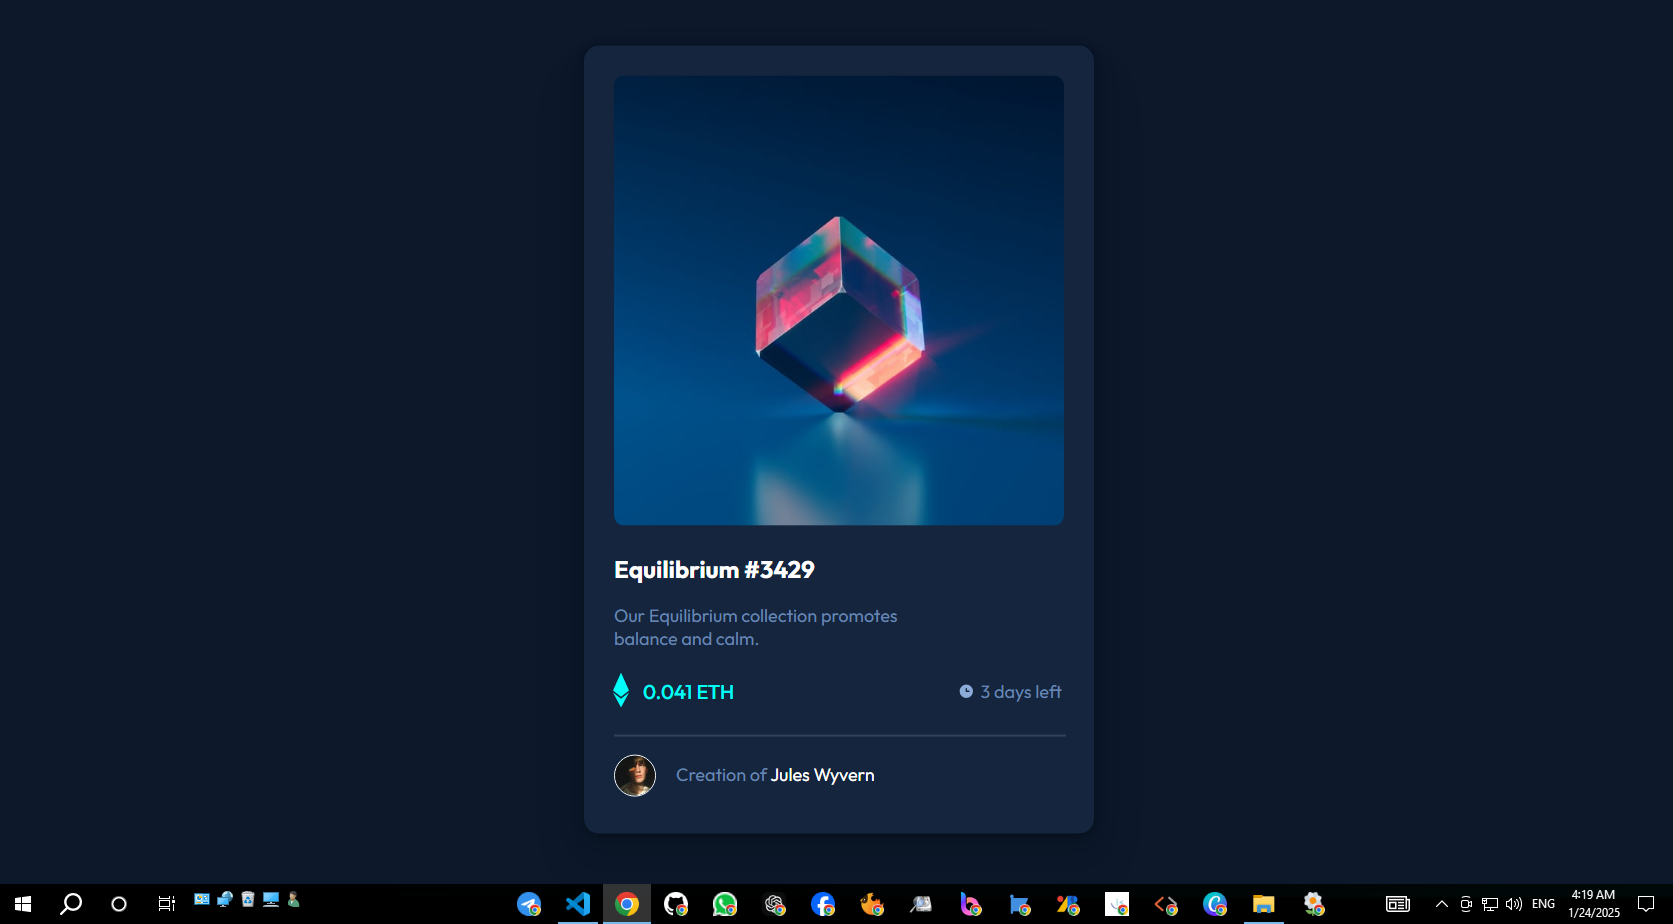 Equilibrium #3429
Our Equilibrium collection promotes
balance and calm.
0.041 ETH
3 days left
Creation of Jules Wyvern
ENG
4:19 AM
1/24/2025